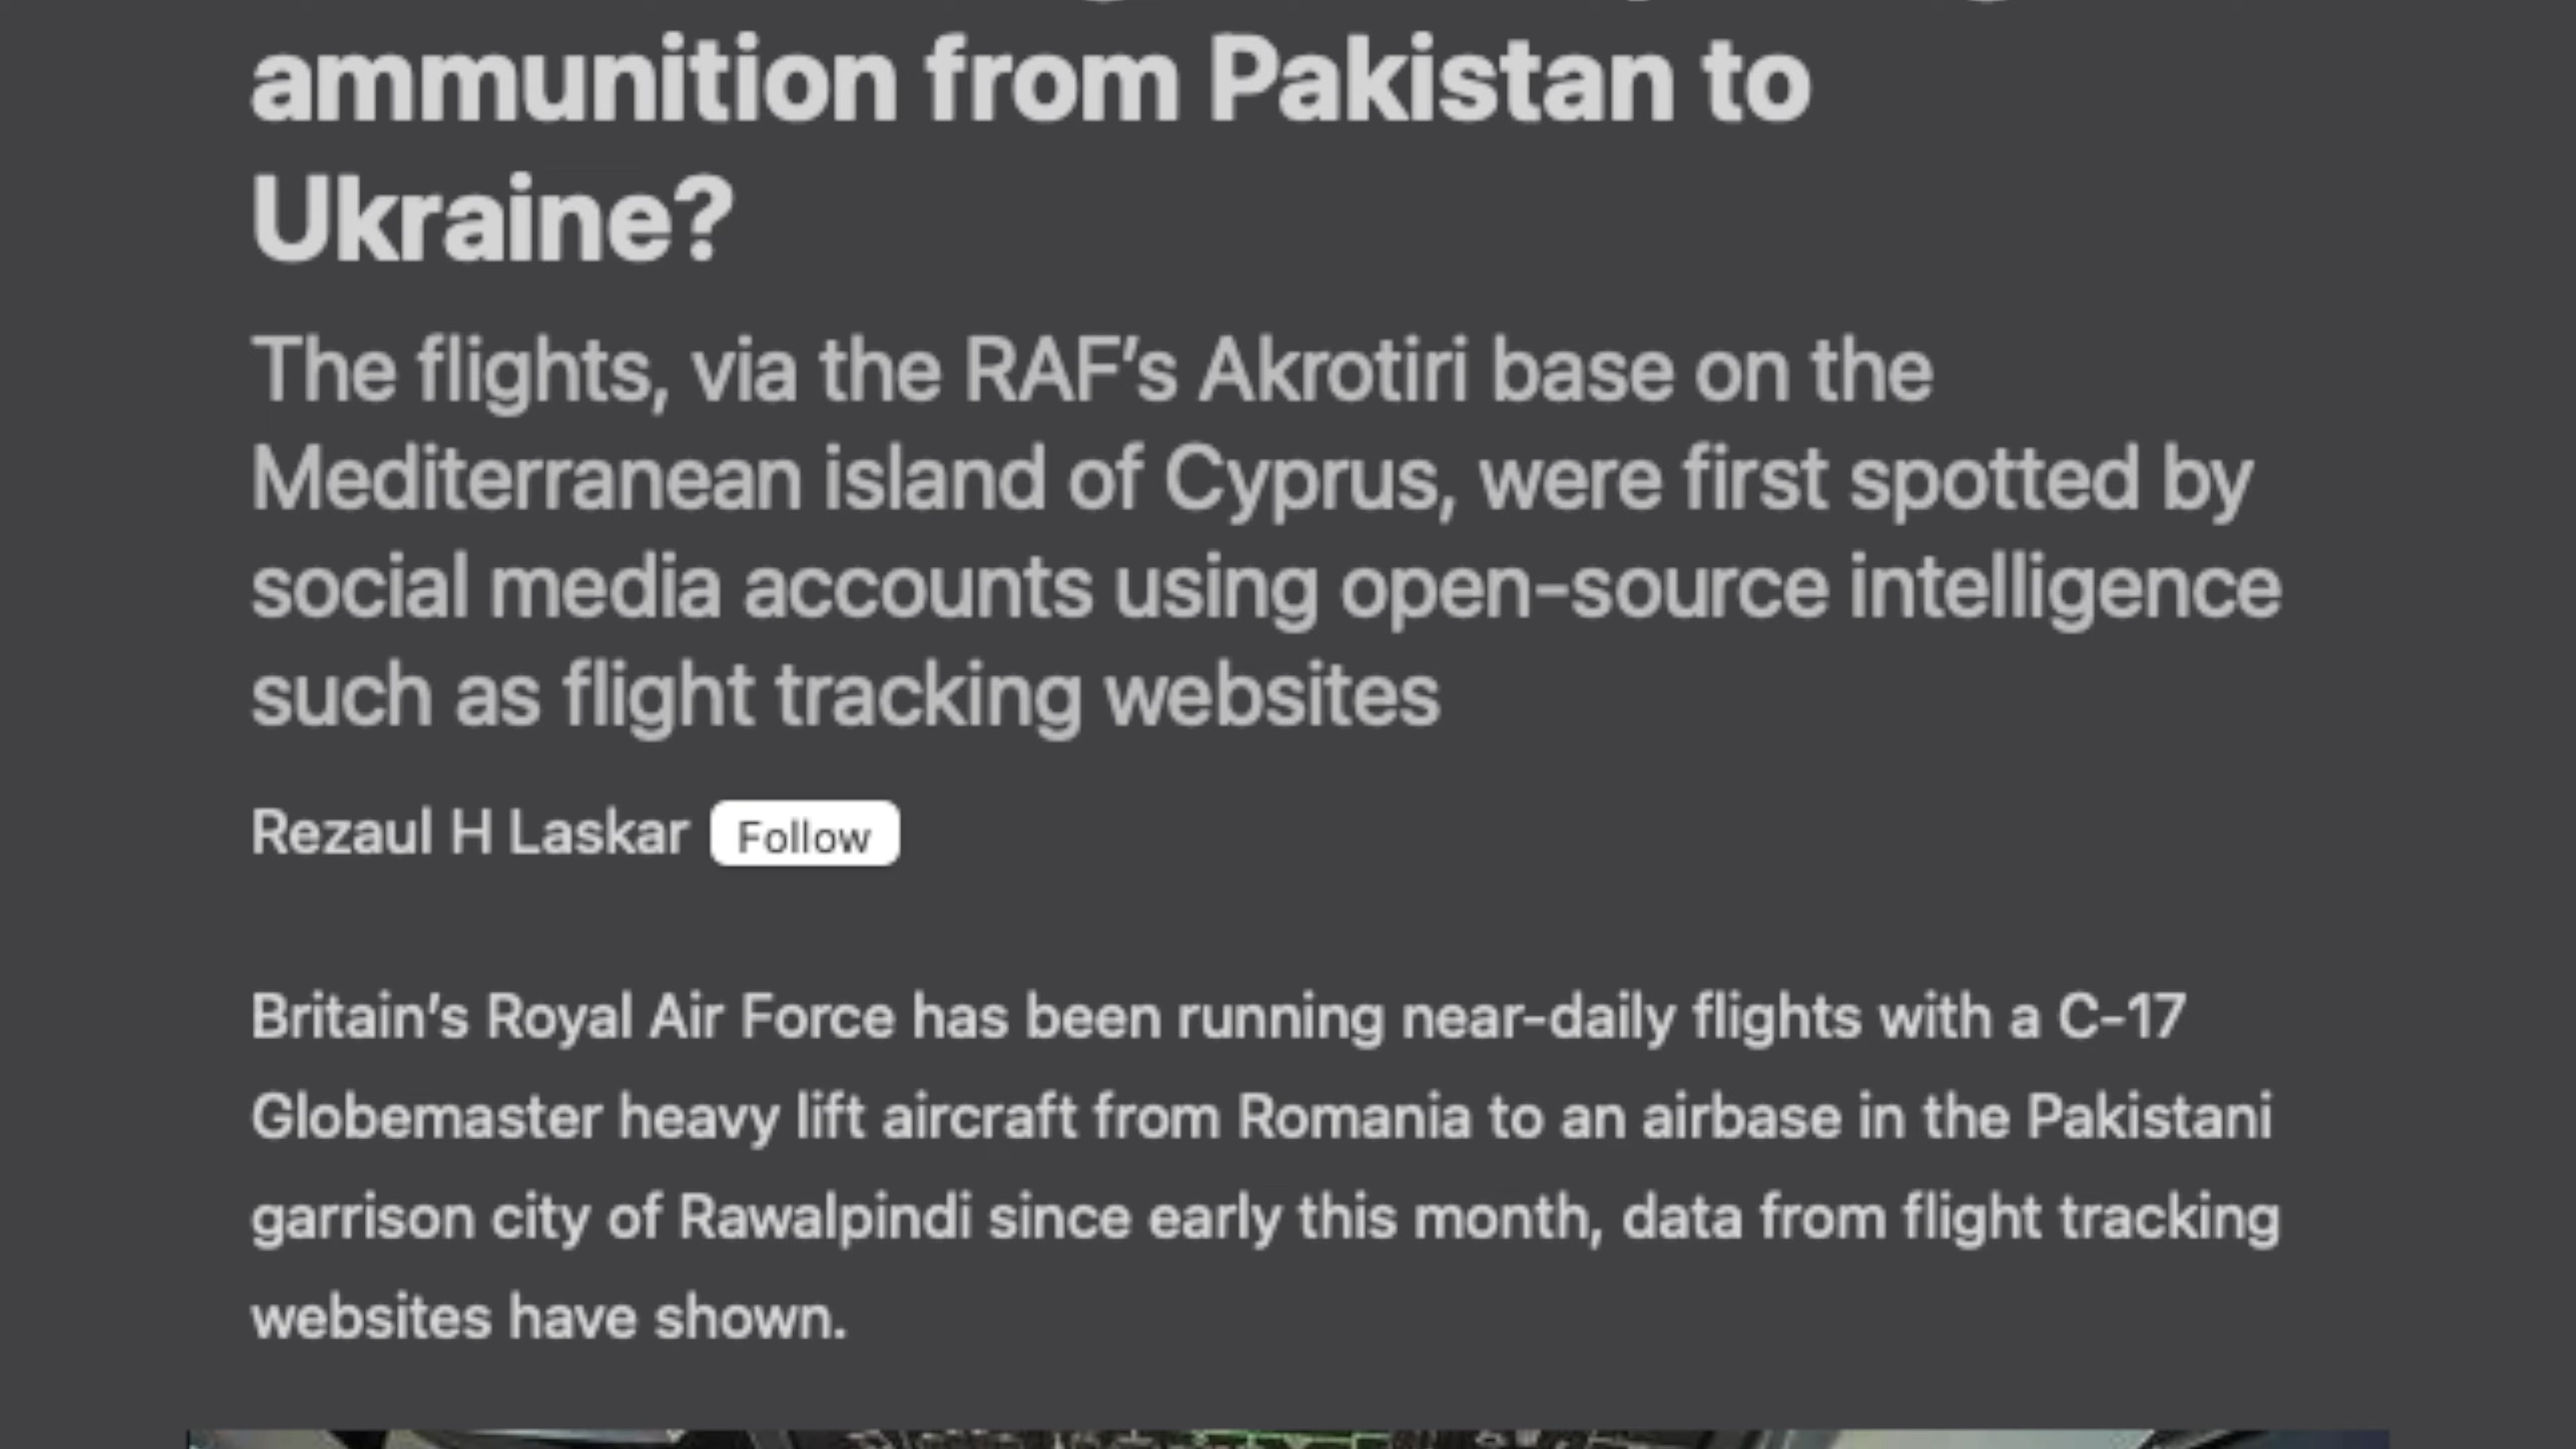 ammunition from Pakistan to
Ukraine?
The flights, via the RAF’s Akrotiri base on the
Mediterranean island of Cyprus, were first spotted by
social media accounts using open-source intelligence
such as flight tracking websites
Rezaul H Laskar Follow
Britain’s Royal Air Force has been running near-daily flights with a C-17
Globemaster heavy lift aircraft from Romania to an airbase in the Pakistani
garrison city of Rawalpindi since early this month, data from flight tracking
websites have shown.